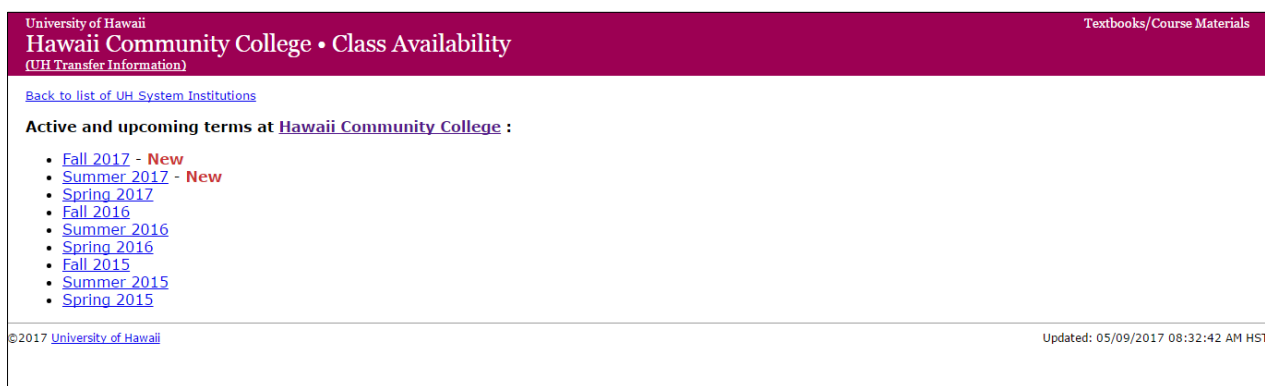 University of Hawaii
Textbooks/Course Materials
Hawaii Community College • Class Availability
(UH Transfer Information)
Back to list of UH System Institutions
Active and upcoming terms at Hawaii Community College :
• Fall 2017 - New
• Summer 2017 - New
• Spring 2017
• Fall 2016
• Summer 2016
• Spring 2016
• Fall 2015
• Summer 2015
• Spring 2015
©2017 University of Hawaii
Updated: 05/09/2017 08:32:42 AM HST